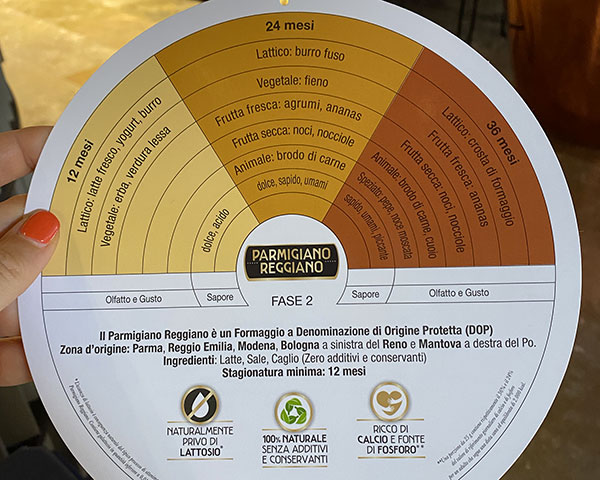 12 mesi
Lattico: latte fresco, yogurt, burro
Vegetale: erba, verdura lessa
dolce, acido
24 mesi
Lattico: burro fuso
Vegetale: fieno
Frutta fresca: agrumi, ananas
Frutta secca: noci, nocciole
Animale: brodo di carne
dolce, sapido, umami
36 mesi
Lattico: crosta di formaggio
Frutta fresca: ananas
Frutta secca: noci, nocciole
Animale: brodo di carne, cuoio
Speziato: pepe, noce moscata
sapido, umami, piccante
PARMIGIANO
REGGIANO
Olfatto e Gusto
Sapore
FASE 2
Sapore
Olfatto e Gusto
Il Parmigiano Reggiano è un Formaggio a Denominazione di Origine Protetta (DOP)
Zona d'origine: Parma, Reggio Emilia, Modena, Bologna a sinistra del Reno e Mantova a destra del Po.
Ingredienti: Latte, Sale, Caglio (Zero additivi e conservanti)
Stagionatura minima: 12 mesi
NATURALMENTE
PRIVO DI
LATTOSIO*
100% NATURALE
SENZA ADDITIVI
E CONSERVANTI
RICCO DI
CALCIO E FONTE
DI FOSFORO**